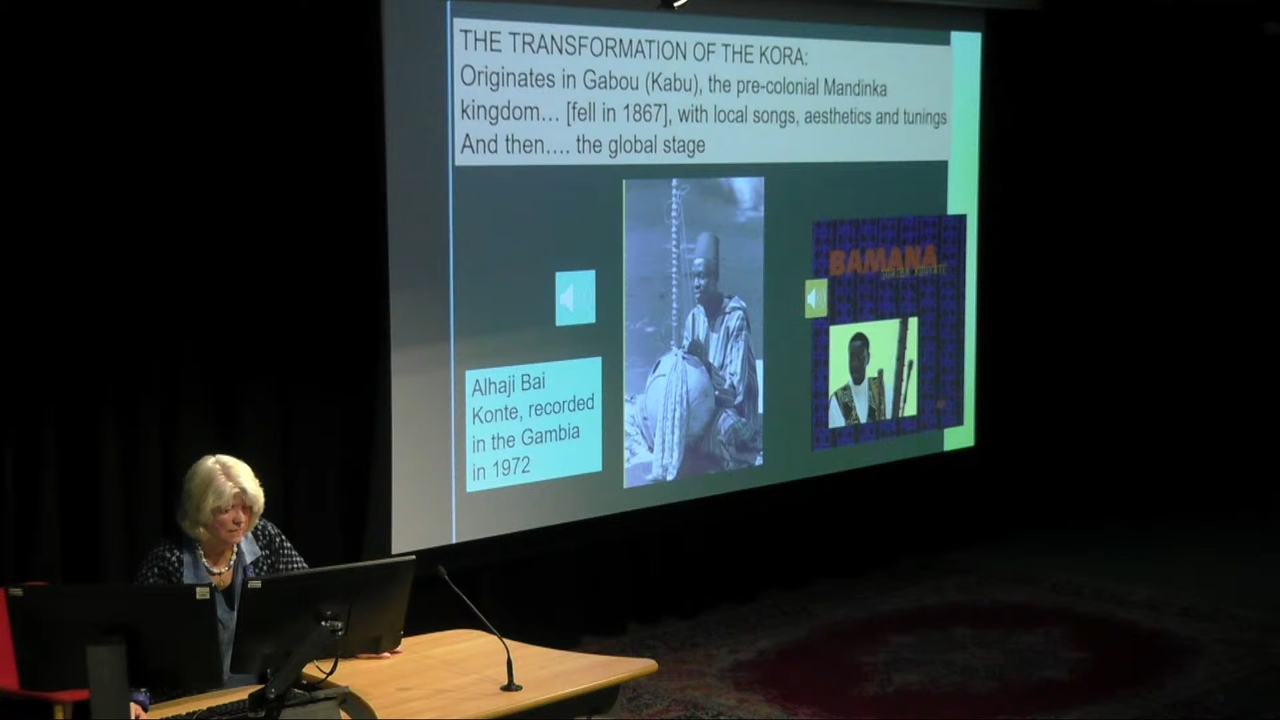 THE TRANSFORMATION OF THE KORA:
Originates in Gabou (Kabu), the pre-colonial Mandinka
kingdom… [fell in 1867], with local songs, aesthetics and tunings
And then…. the global stage
Alhaji Bai
Konte, recorded
in the Gambia
in 1972
BAMANA